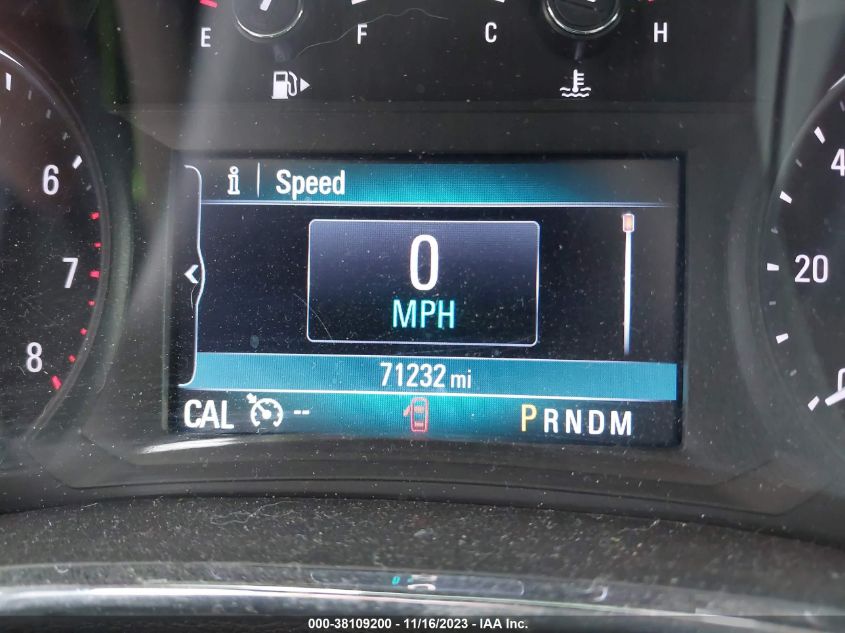 E F C H
i Speed
6
7
8
0
MPH
4
20
71232 mi
CAL -- PRNDM
000-38109200 - 11/16/2023 - IAA Inc.